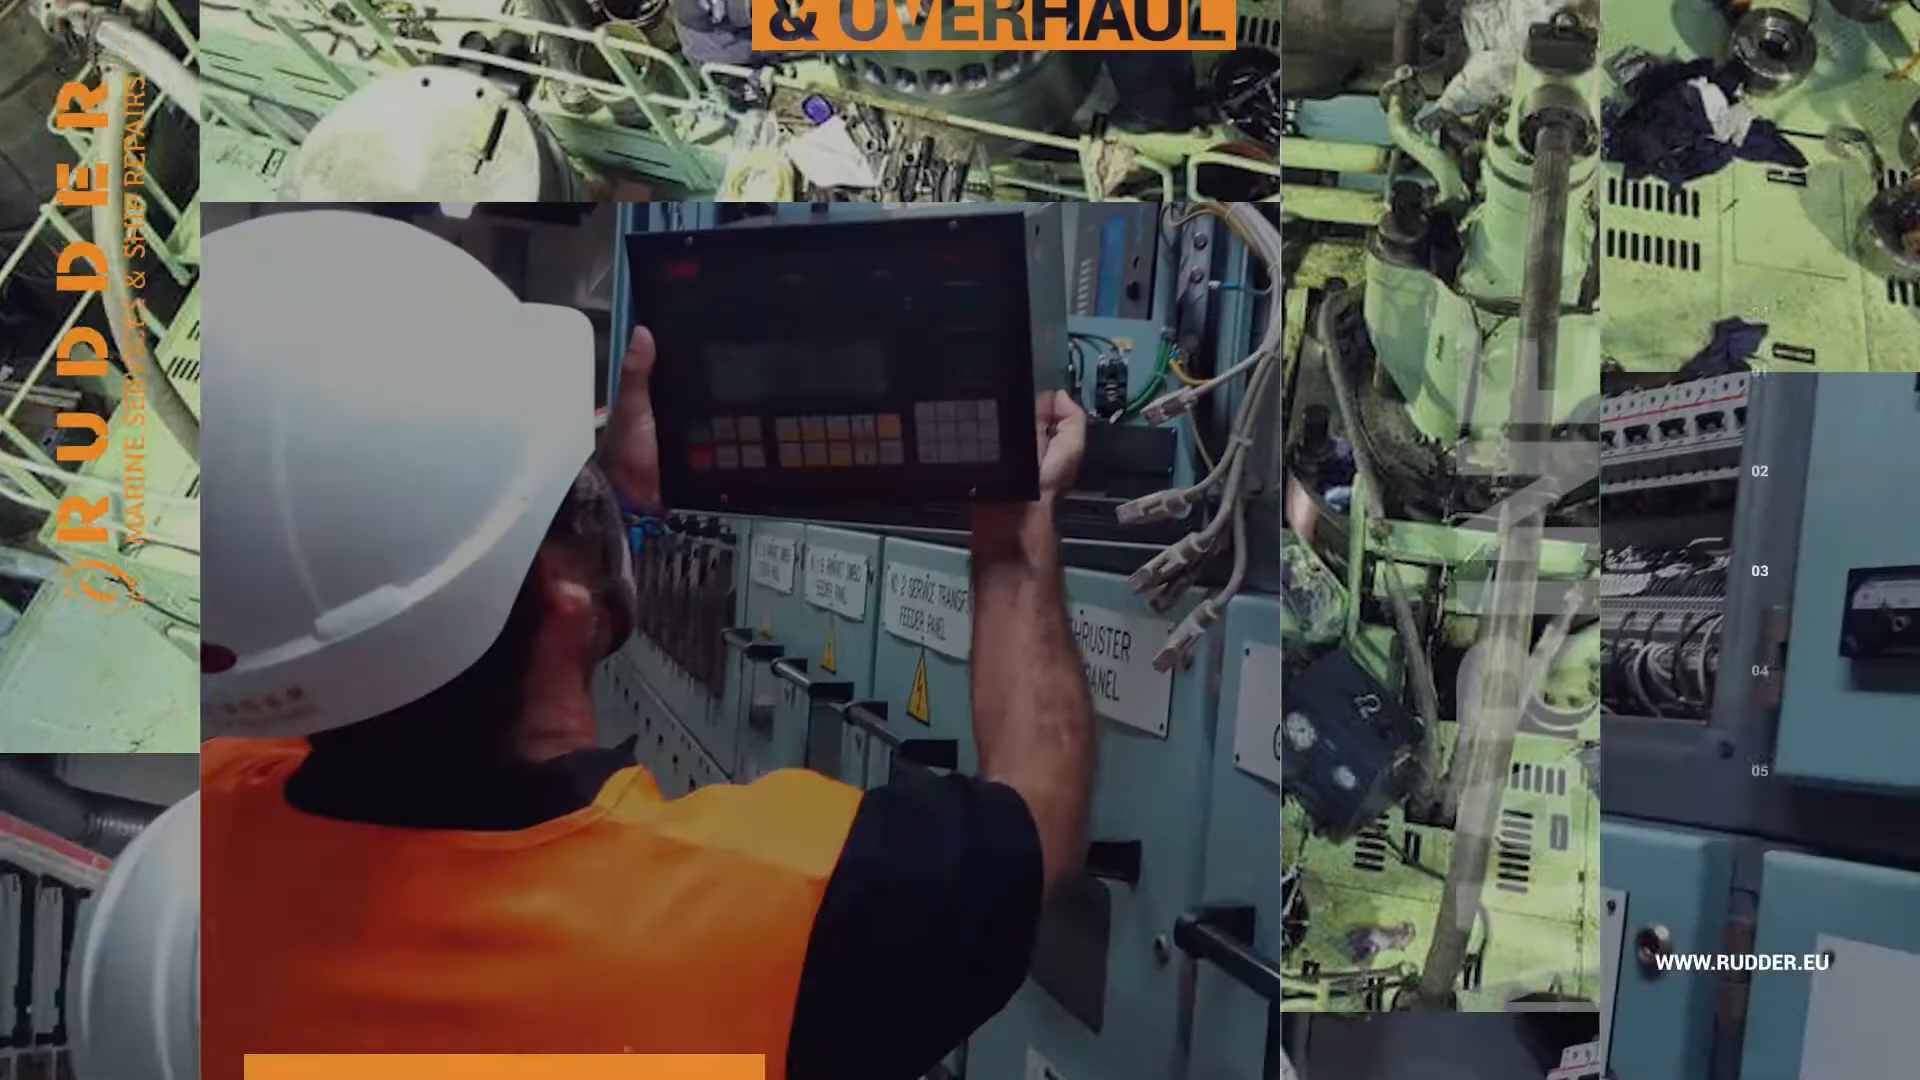 & OVERHAUL
RUDDER
MARINE SERVICES & SHIP REPAIRS
FEEDER PANEL
NO 2 SERVICE TRANSF
FEEDER PANEL
THRUSTER
PANEL
01
02
03
04
05
WWW.RUDDER.EU